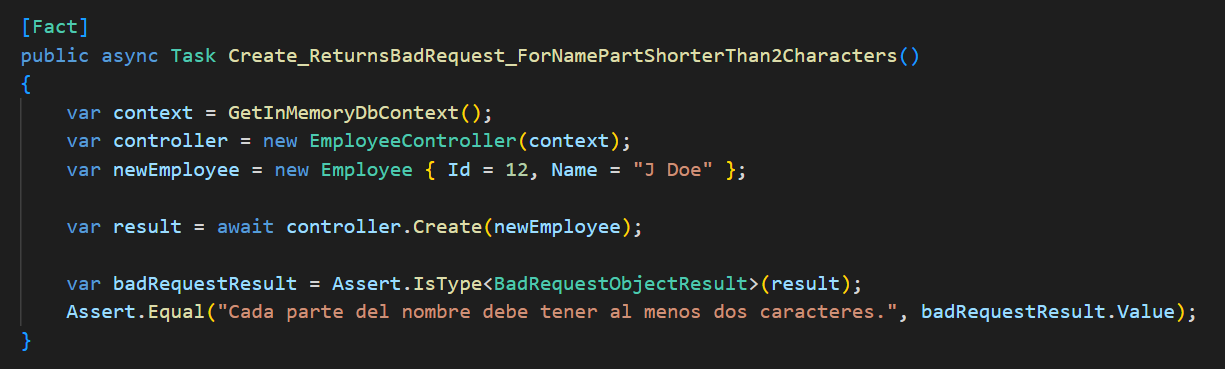 [Fact]
public async Task Create_ReturnsBadRequest_ForNamePartShorterThan2Characters()
{
    var context = GetInMemoryDbContext();
    var controller = new EmployeeController(context);
    var newEmployee = new Employee { Id = 12, Name = "J Doe" };

    var result = await controller.Create(newEmployee);

    var badRequestResult = Assert.IsType<BadRequestObjectResult>(result);
    Assert.Equal("Cada parte del nombre debe tener al menos dos caracteres.", badRequestResult.Value);
}